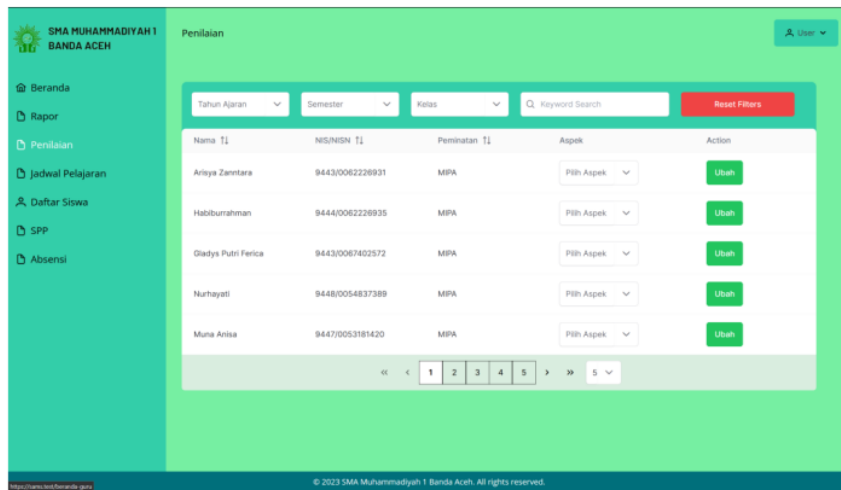 SMA MUHAMMADIYAH 1
BANDA ACEH
Penilaian
User
Beranda
Rapor
Penilaian
Jadwal Pelajaran
Daftar Siswa
SPP
Absensi
Tahun Ajaran Semester Kelas Keyword Search Reset Filters
Nama NIS/NISN Peminatan Aspek Action
Arisya Zanntara 9443/0062226931 MIPA Pilih Aspek Ubah
Habiburrahman 9444/0062226935 MIPA Pilih Aspek Ubah
Gladys Putri Ferica 9443/0067402572 MIPA Pilih Aspek Ubah
Nurhayati 9448/0054837389 MIPA Pilih Aspek Ubah
Muna Anisa 9447/0053181420 MIPA Pilih Aspek Ubah
« ‹ 1 2 3 4 5 › » 5
© 2023 SMA Muhammadiyah 1 Banda Aceh. All rights reserved.